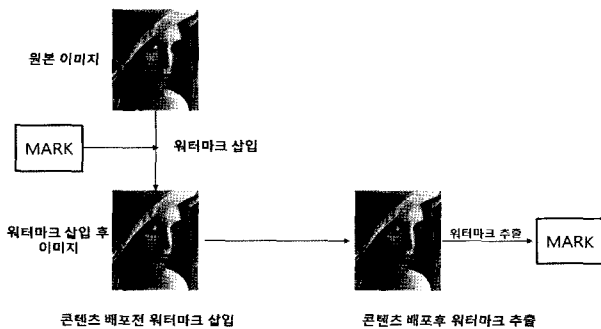 원본 이미지
MARK
워터마크 삽입
워터마크 삽입 후
이미지
워터마크 추출
MARK
콘텐츠 배포전 워터마크 삽입
콘텐츠 배포후 워터마크 추출